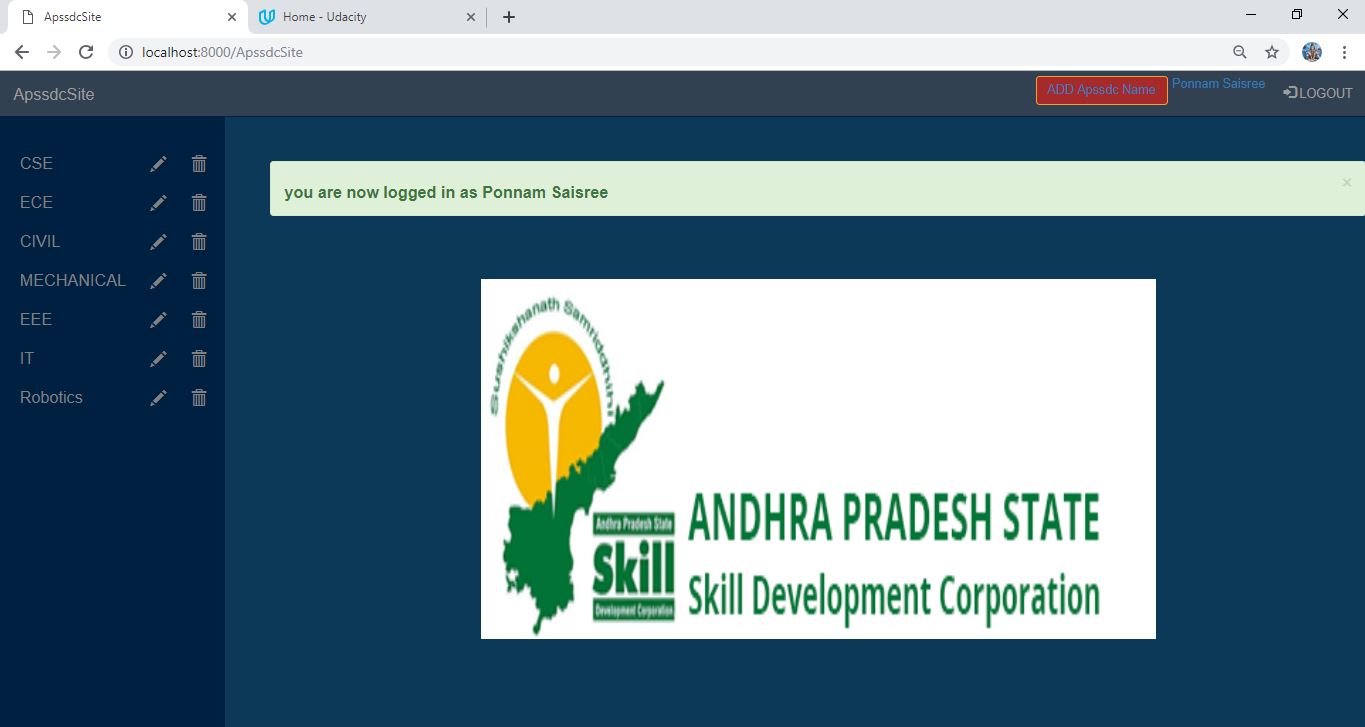 ApssdcSite
Home - Udacity
localhost:8000/ApssdcSite
ApssdcSite
ADD Apssdc Name
Ponnam Saisree
LOGOUT
CSE
ECE
CIVIL
MECHANICAL
EEE
IT
Robotics
you are now logged in as Ponnam Saisree
×
Sushikshanath Samriddhihi
Andhra Pradesh State
Skill
Development Corporation
ANDHRA PRADESH STATE
Skill Development Corporation